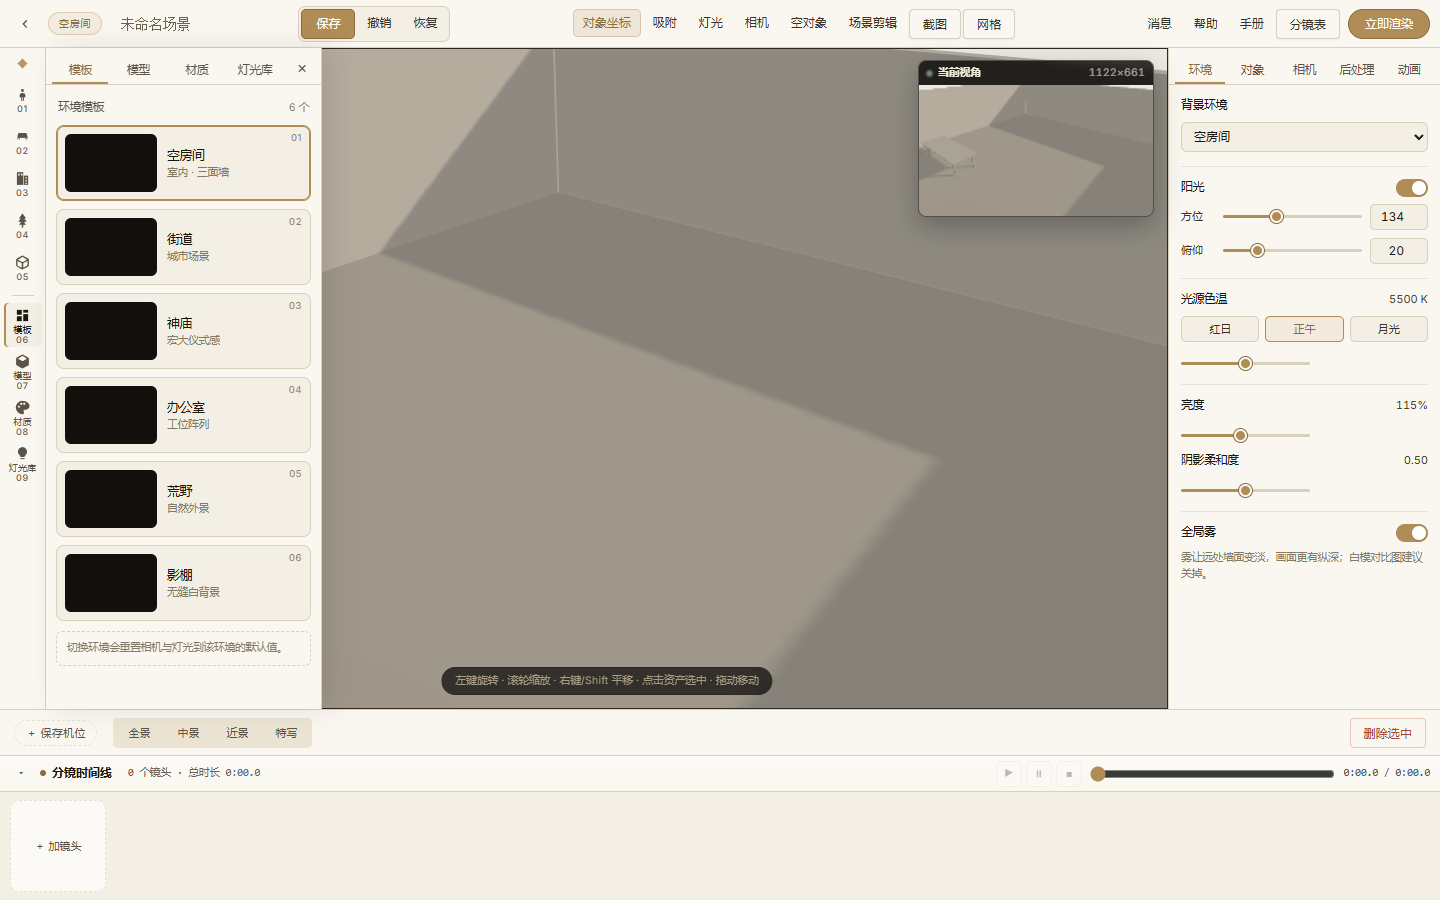 空房间
未命名场景
保存
撤销
恢复
对象坐标
吸附
灯光
相机
空对象
场景剪辑
截图
网格
消息
帮助
手册
分镜表
立即渲染
01
02
03
04
05
模板
06
模型
07
材质
08
灯光库
09
模板
模型
材质
灯光库
×
环境模板
6 个
01
空房间
室内 · 三面墙
02
街道
城市场景
03
神庙
宏大仪式感
04
办公室
工位阵列
05
荒野
自然外景
06
影棚
无缝白背景
切换环境会重置相机与灯光到该环境的默认值。
当前视角
1122×661
左键旋转 · 滚轮缩放 · 右键/Shift 平移 · 点击资产选中 · 拖动移动
环境
对象
相机
后处理
动画
背景环境
空房间
阳光
方位
134
俯仰
20
光源色温
5500 K
红日
正午
月光
亮度
115%
阴影柔和度
0.50
全局雾
雾让远处墙面变淡，画面更有纵深；白模对比图建议
关掉。
+ 保存机位
全景
中景
近景
特写
删除选中
分镜时间线
0 个镜头 · 总时长 0:00.0
0:00.0 / 0:00.0
+ 加镜头